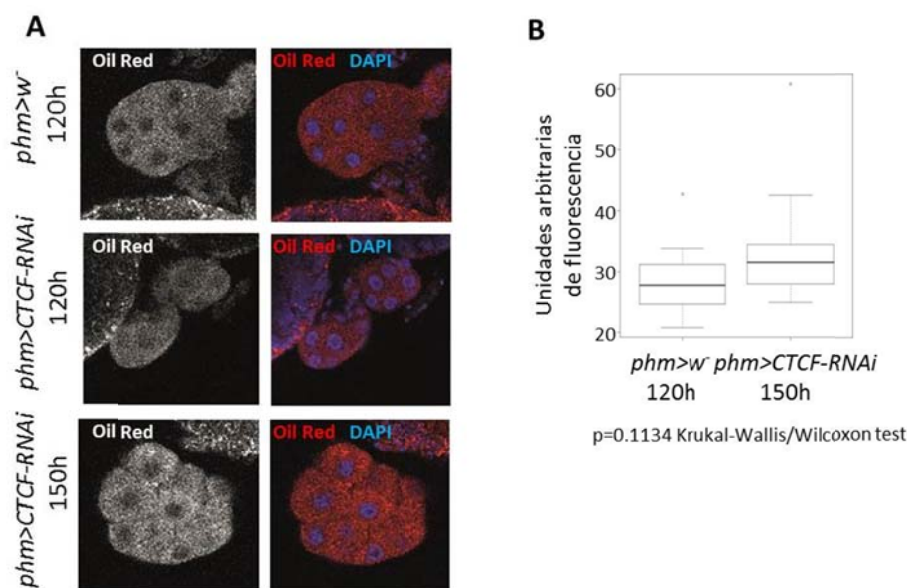 A
Oil Red
Oil Red DAPI
phm>w⁻
120h
Oil Red
Oil Red DAPI
phm>CTCF-RNAi
120h
Oil Red
Oil Red DAPI
phm>CTCF-RNAi
150h
B
Unidades arbitrarias
de fluorescencia
60
50
40
30
20
phm>w⁻ phm>CTCF-RNAi
120h 150h
p=0.1134 Krukal-Wallis/Wilcoxon test